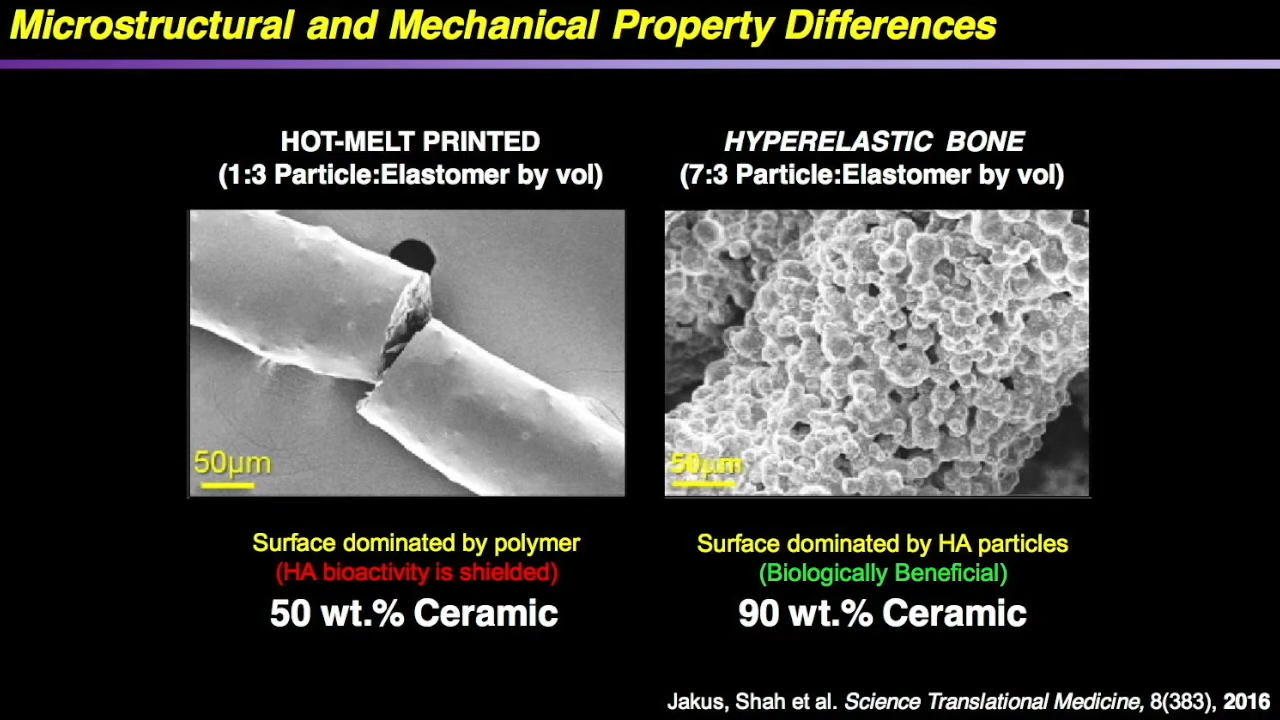 Microstructural and Mechanical Property Differences
HOT-MELT PRINTED
(1:3 Particle:Elastomer by vol)
HYPERELASTIC BONE
(7:3 Particle:Elastomer by vol)
50μm
50μm
Surface dominated by polymer
(HA bioactivity is shielded)
50 wt.% Ceramic
Surface dominated by HA particles
(Biologically Beneficial)
90 wt.% Ceramic
Jakus, Shah et al. Science Translational Medicine, 8(383), 2016